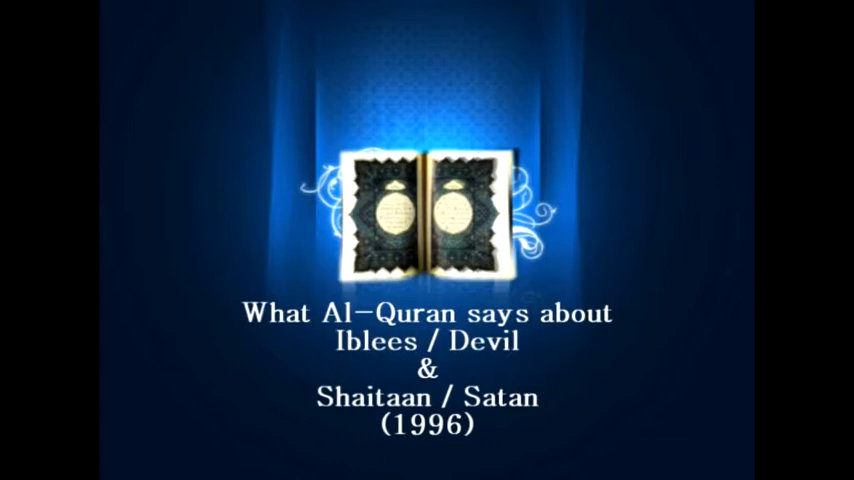 What Al-Quran says about
Iblees / Devil
&
Shaitaan / Satan
(1996)